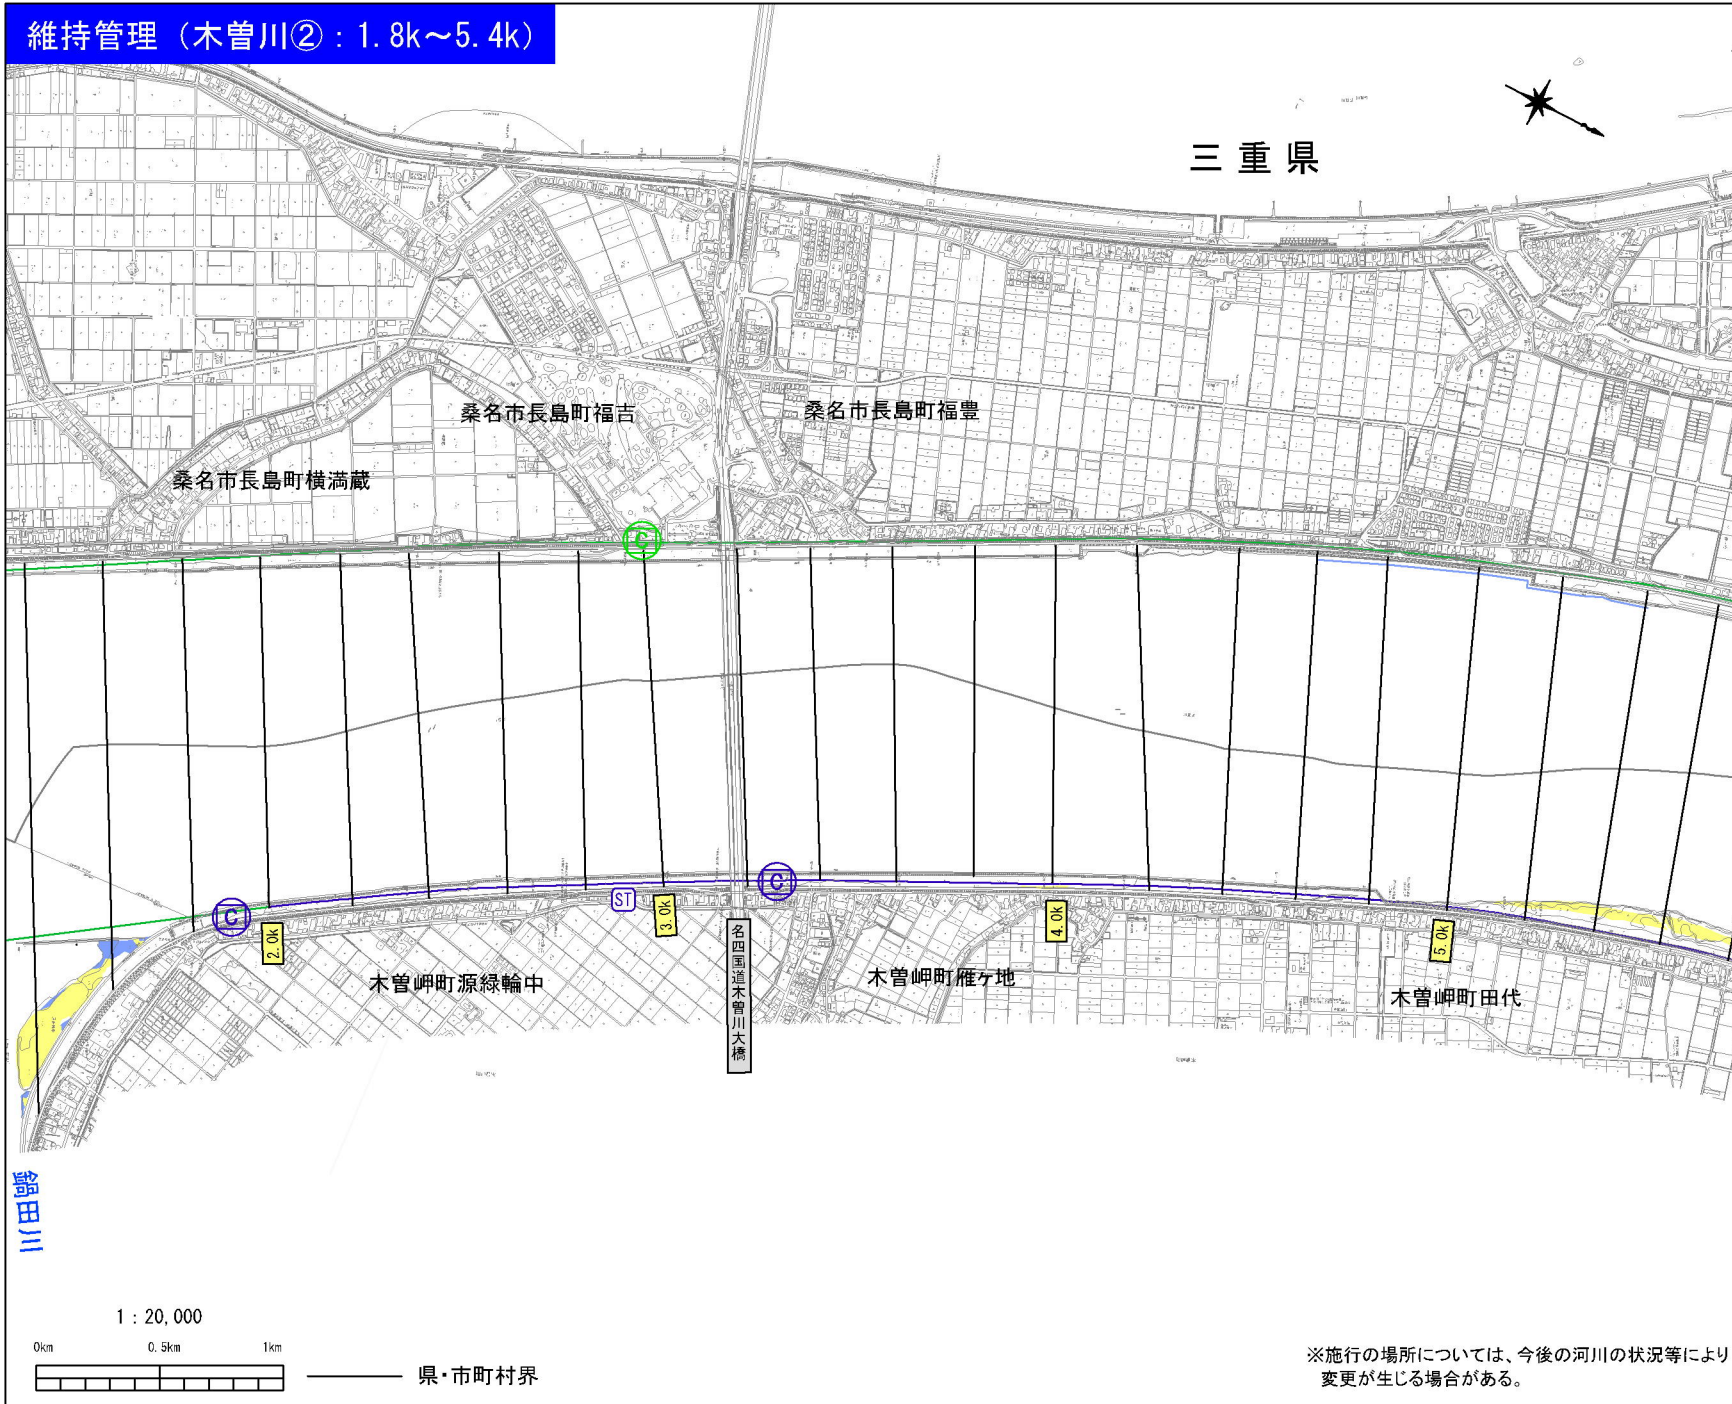 維持管理（木曽川②：1.8k～5.4k）
三重県
桑名市長島町福吉
桑名市長島町福豊
桑名市長島町横満蔵
C
C
C
ST
2.0k
3.0k
4.0k
5.0k
名四国道木曽川大橋
木曽岬町源緑輪中
木曽岬町雁ヶ地
木曽岬町田代
鍋田川
1：20,000
0km 0.5km 1km
県・市町村界
※施行の場所については、今後の河川の状況等により
変更が生じる場合がある。